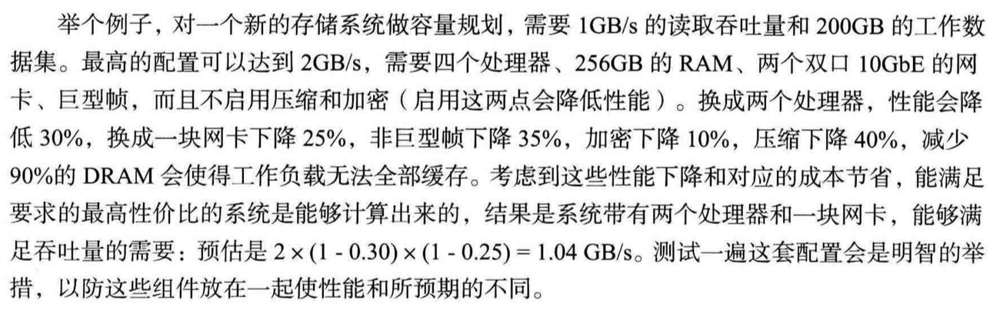 举个例子，对一个新的存储系统做容量规划，需要 1GB/s 的读取吞吐量和 200GB 的工作数
据集。最高的配置可以达到 2GB/s，需要四个处理器、256GB 的 RAM、两个双口 10GbE 的网
卡、巨型帧，而且不启用压缩和加密（启用这两点会降低性能）。换成两个处理器，性能会降
低 30%，换成一块网卡下降 25%，非巨型帧下降 35%，加密下降 10%，压缩下降 40%，减少
90%的 DRAM 会使得工作负载无法全部缓存。考虑到这些性能下降和对应的成本节省，能满足
要求的最高性价比的系统是能够计算出来的，结果是系统带有两个处理器和一块网卡，能够满
足吞吐量的需要：预估是 2 × (1 - 0.30) × (1 - 0.25) = 1.04 GB/s。测试一遍这套配置会是明智的举
措，以防这些组件放在一起使性能和所预期的不同。